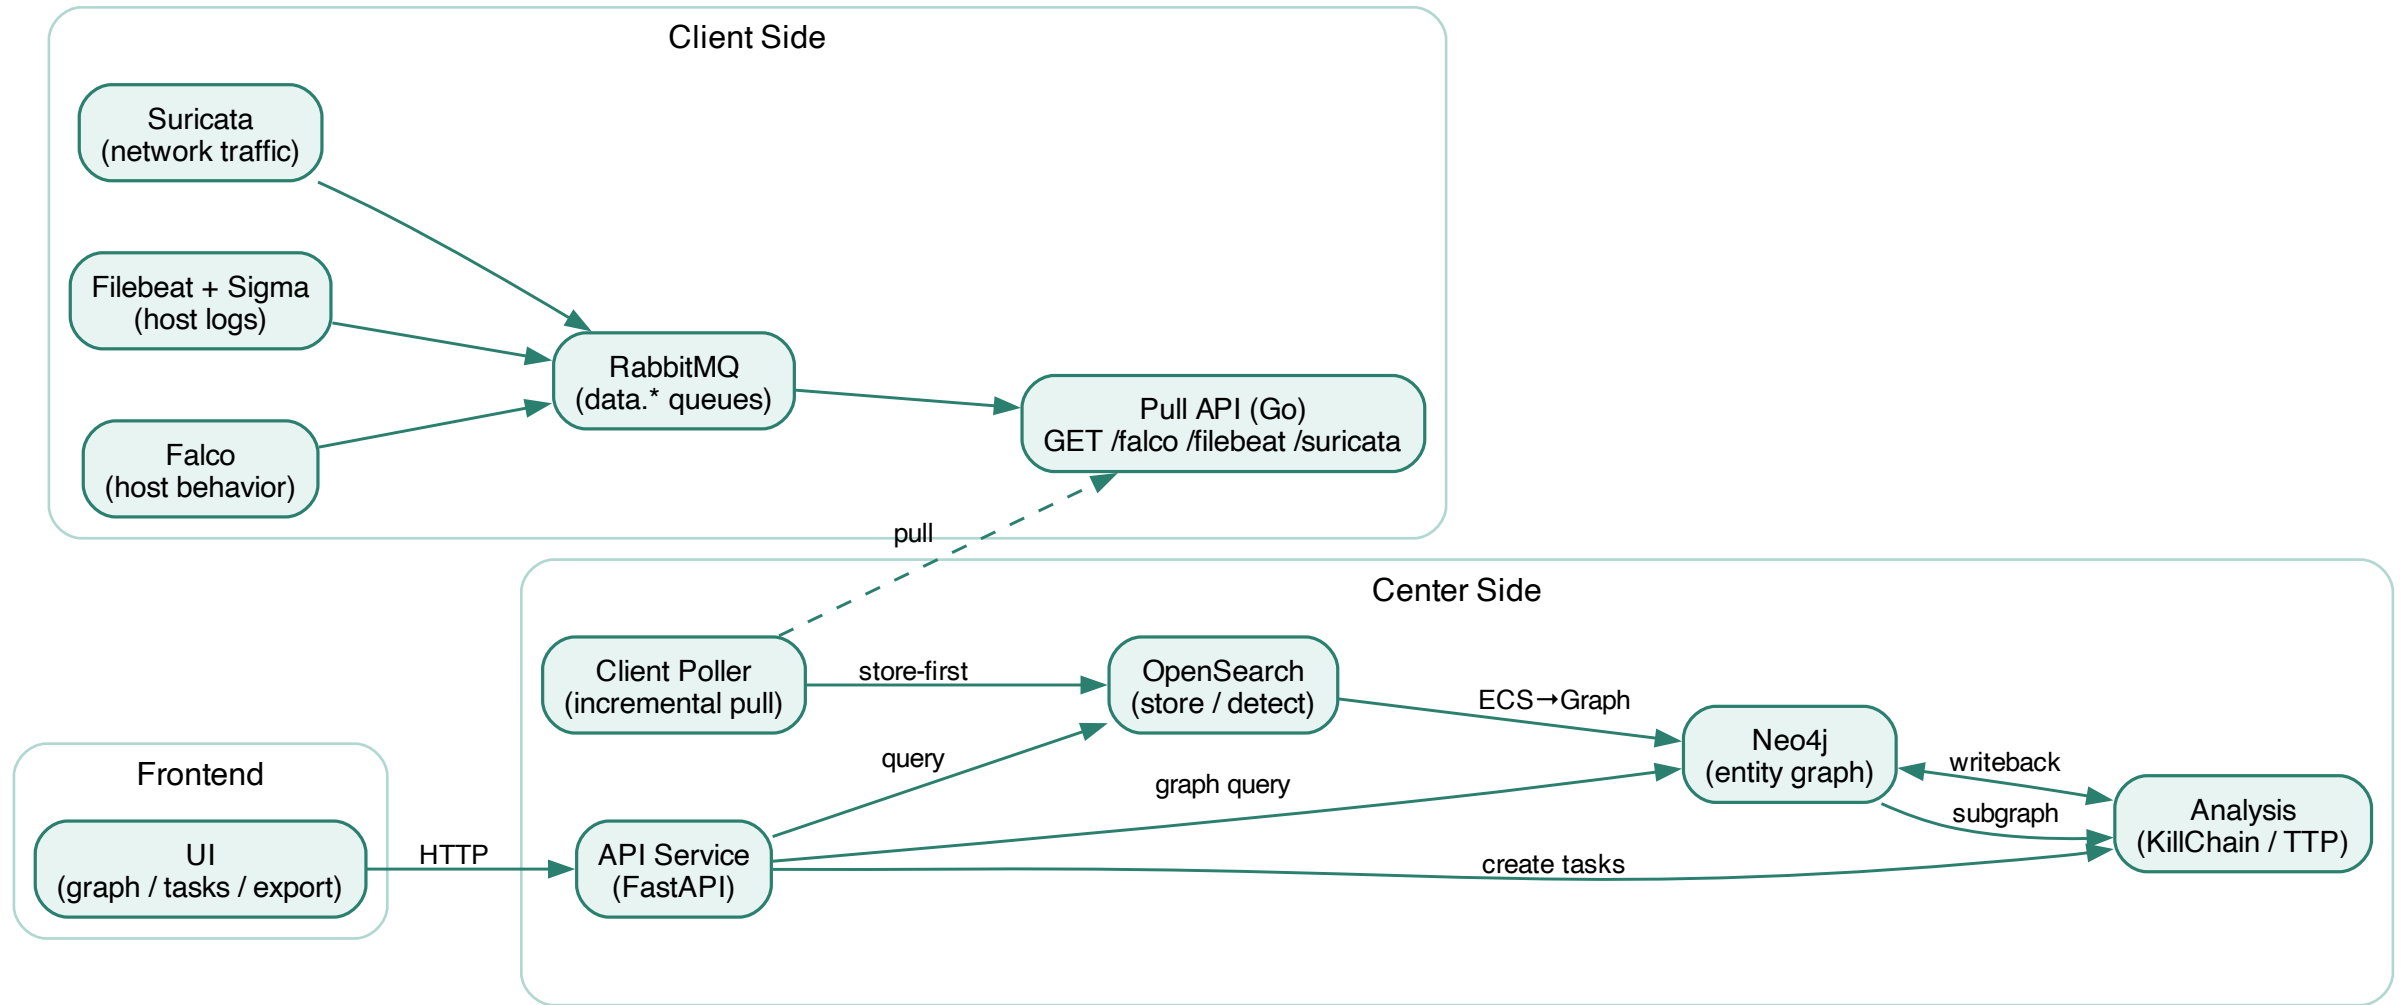 Client Side
Suricata
(network traffic)
Filebeat + Sigma
(host logs)
Falco
(host behavior)
RabbitMQ
(data.* queues)
Pull API (Go)
GET /falco /filebeat /suricata
pull
Center Side
Client Poller
(incremental pull)
store-first
OpenSearch
(store / detect)
ECS→Graph
Neo4j
(entity graph)
writeback
subgraph
Analysis
(KillChain / TTP)
query
graph query
create tasks
Frontend
UI
(graph / tasks / export)
HTTP
API Service
(FastAPI)